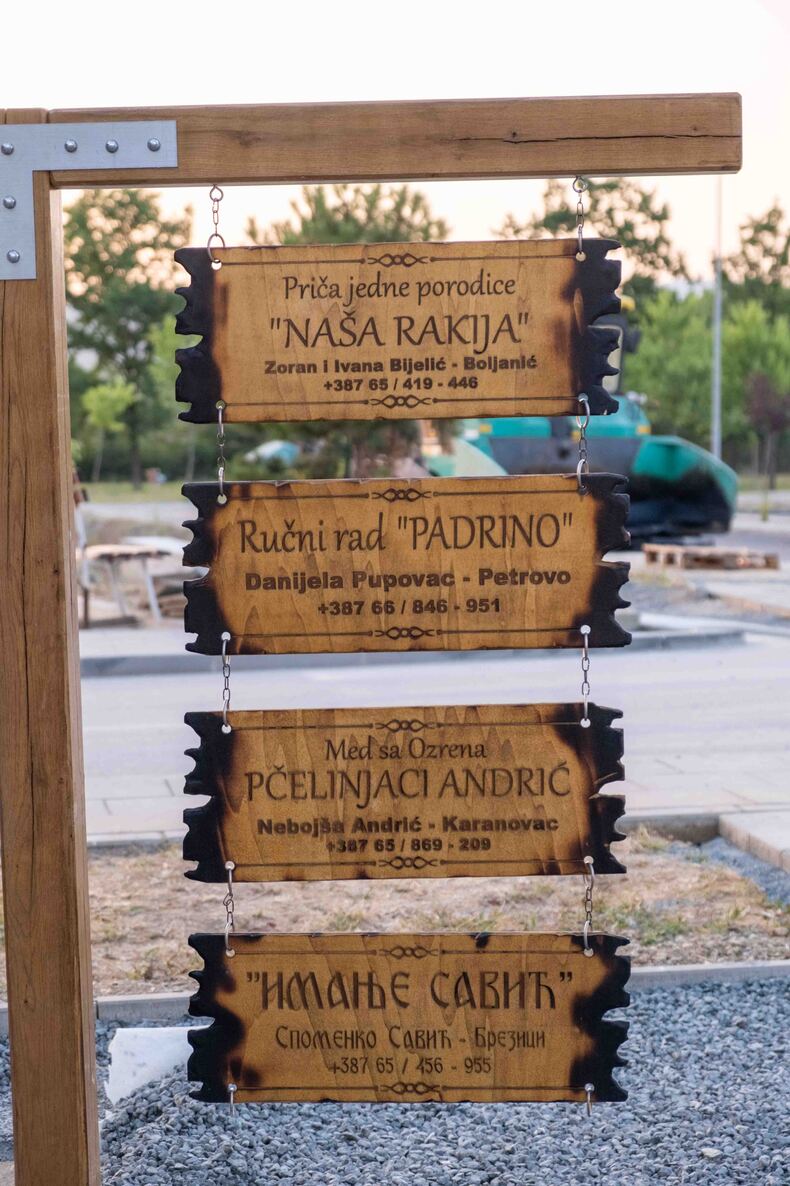 Priča jedne porodice
"NAŠA RAKIJA"
Zoran i Ivana Bijelić - Boljanić
+387 65 / 419 - 446
Ručni rad "PADRINO"
Danijela Pupovac - Petrovo
+387 66 / 846 - 951
Med sa Ozrena
PČELINJACI ANDRIĆ
Nebojša Andrić - Karanovac
+387 65 / 869 - 209
"ИМАЊЕ САВИЋ"
Споменко Савић - Брезици
+387 65 / 456 - 955